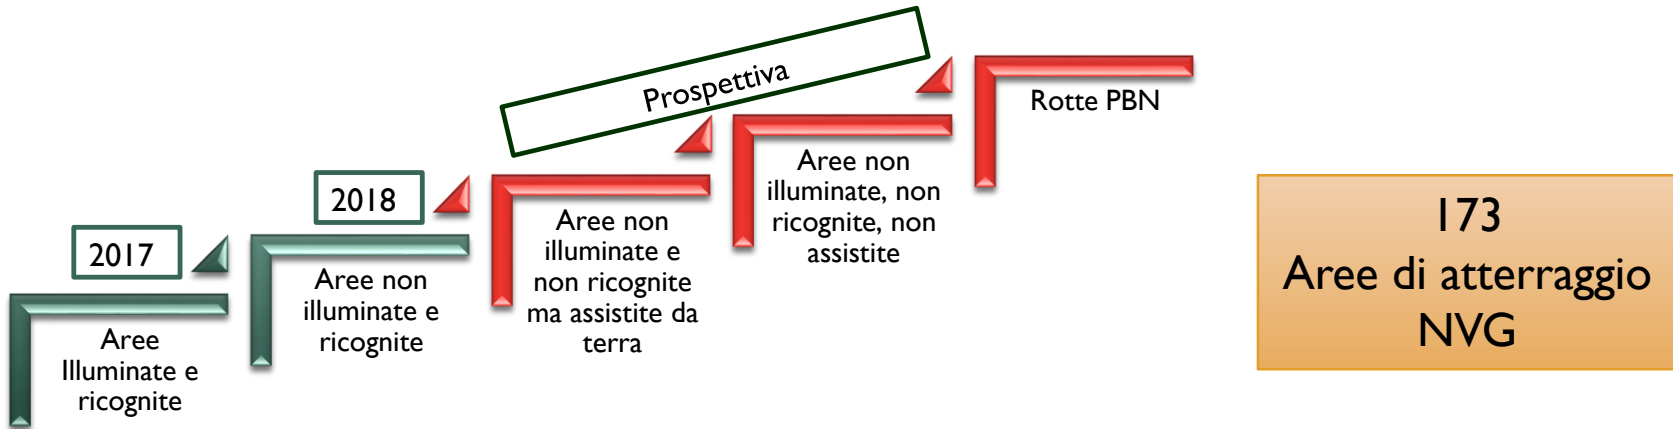 2017
Aree
Illuminate e
ricognite
2018
Aree non
illuminate e
ricognite
Prospettiva
Aree non
illuminate e
non ricognite
ma assistite da
terra
Aree non
illuminate, non
ricognite, non
assistite
Rotte PBN
173
Aree di atterraggio
NVG